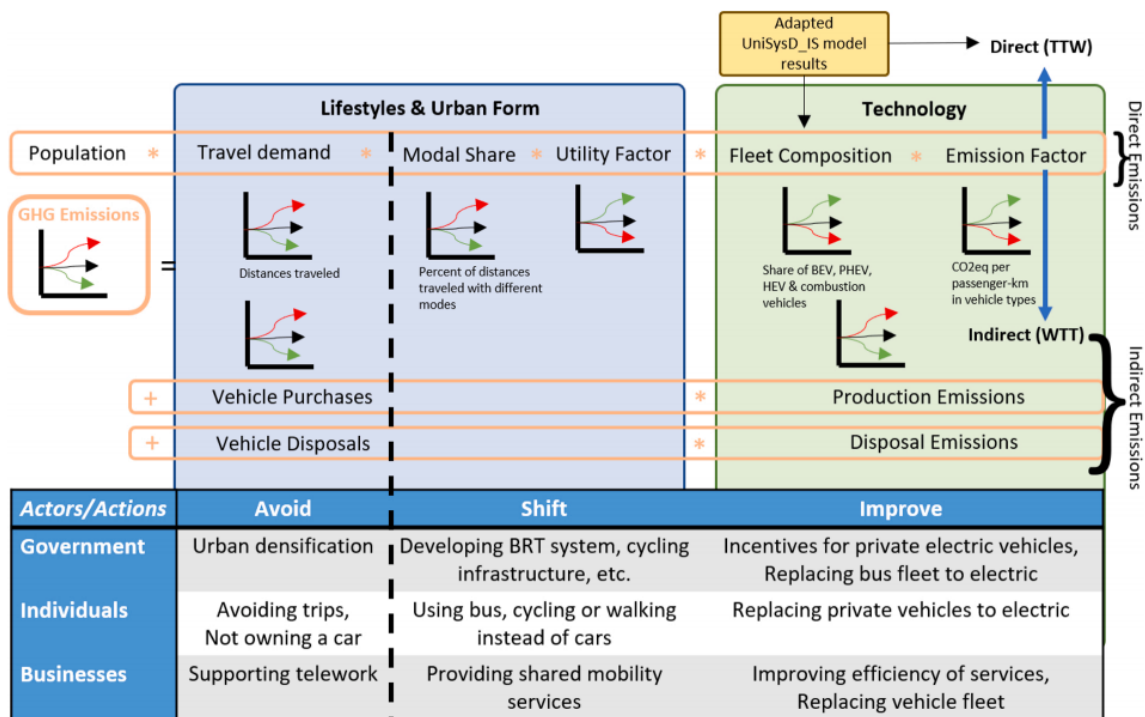 Adapted
UniSysD_IS model
results
Direct (TTW)
Lifestyles & Urban Form
Technology
Population * Travel demand * Modal Share * Utility Factor * Fleet Composition * Emission Factor
Direct Emissions
GHG Emissions
=
Distances traveled
Percent of distances
traveled with different
modes
Share of BEV, PHEV,
HEV & combustion
vehicles
CO2eq per
passenger-km
in vehicle types
Indirect (WTT)
Indirect Emissions
+ Vehicle Purchases * Production Emissions
+ Vehicle Disposals * Disposal Emissions
Actors/Actions Avoid Shift Improve
Government Urban densification Developing BRT system, cycling Incentives for private electric vehicles,
infrastructure, etc. Replacing bus fleet to electric
Individuals Avoiding trips, Using bus, cycling or walking Replacing private vehicles to electric
Not owning a car instead of cars
Businesses Supporting telework Providing shared mobility Improving efficiency of services,
services Replacing vehicle fleet